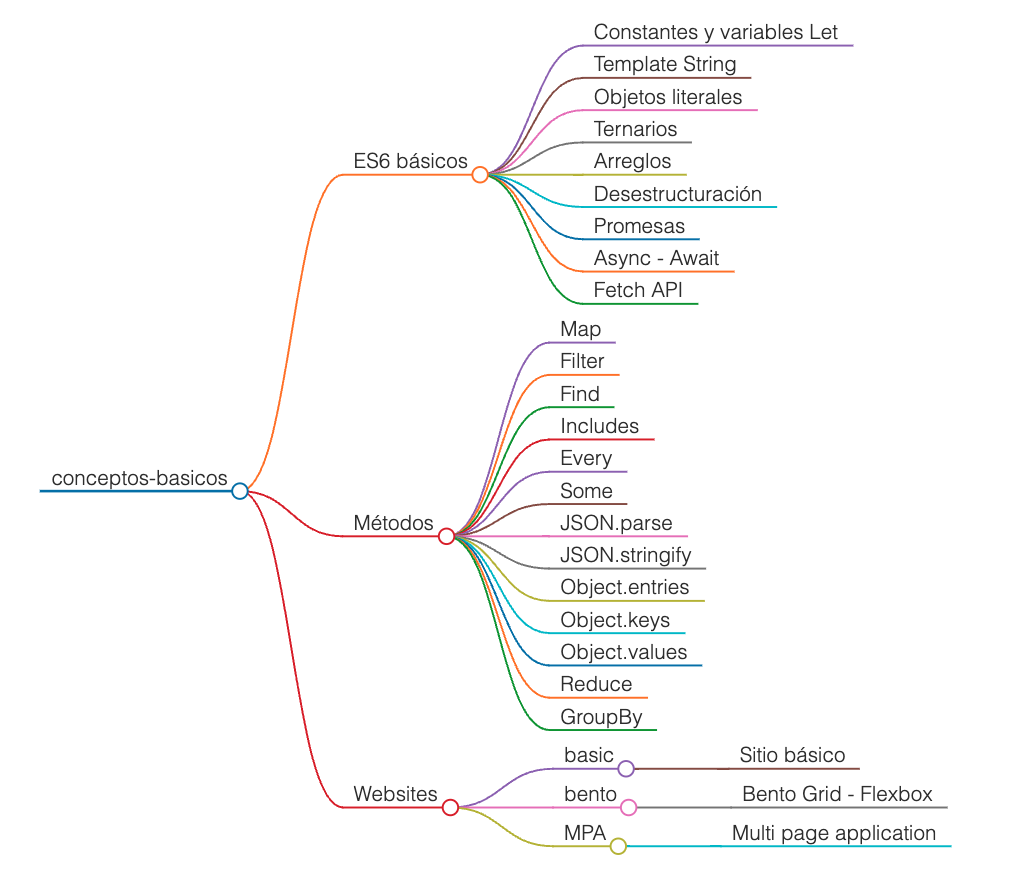 conceptos-basicos
ES6 básicos
Constantes y variables Let
Template String
Objetos literales
Ternarios
Arreglos
Desestructuración
Promesas
Async - Await
Fetch API
Métodos
Map
Filter
Find
Includes
Every
Some
JSON.parse
JSON.stringify
Object.entries
Object.keys
Object.values
Reduce
GroupBy
Websites
basic
Sitio básico
bento
Bento Grid - Flexbox
MPA
Multi page application